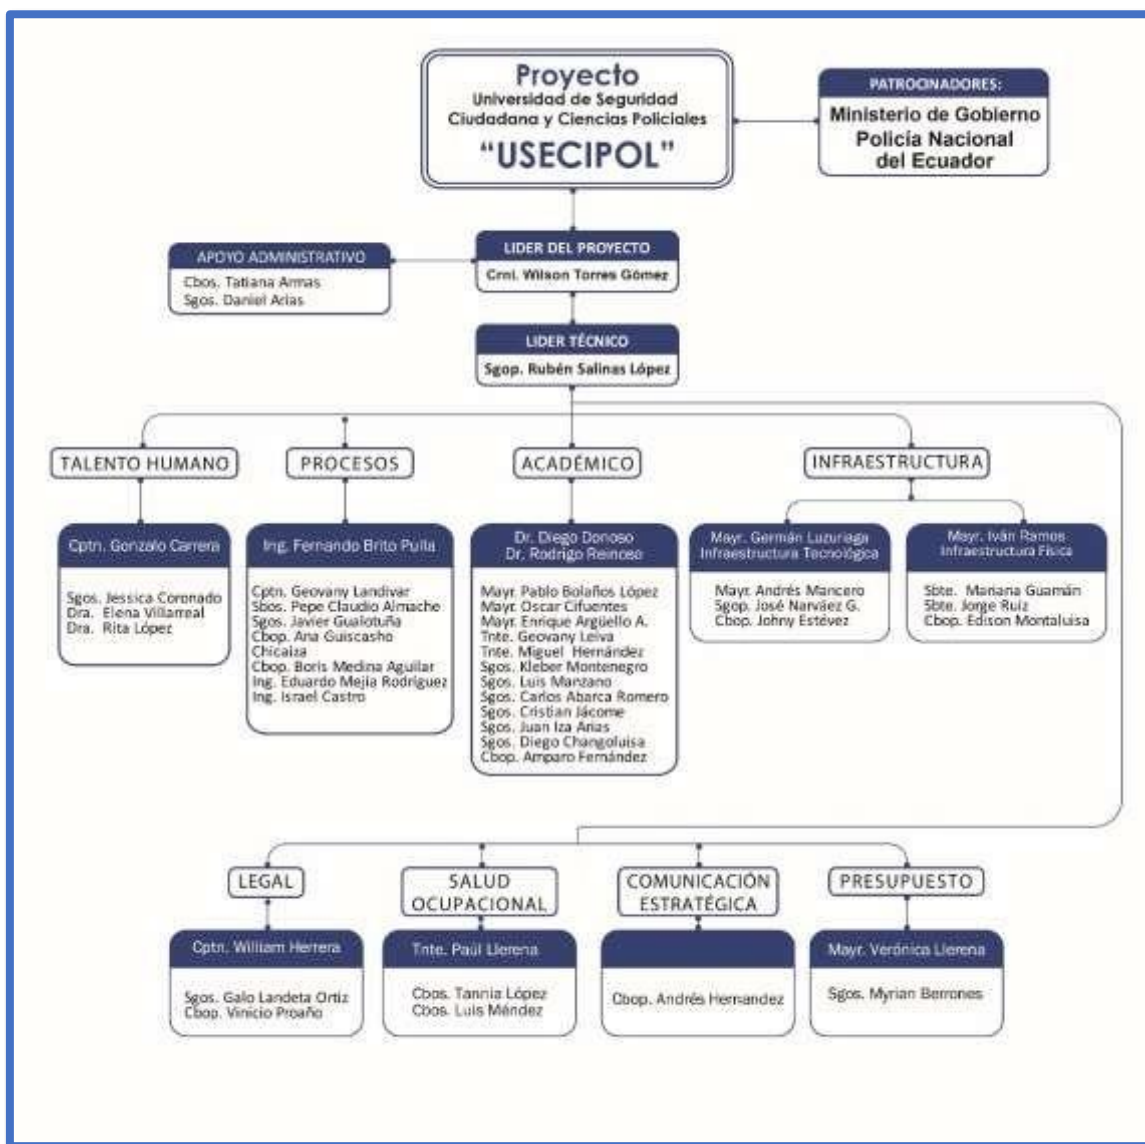 Proyecto
Universidad de Seguridad
Ciudadana y Ciencias Policiales
“USECIPOL”
PATROCINADORES:
Ministerio de Gobierno
Policía Nacional
del Ecuador
LIDER DEL PROYECTO
Crnl. Wilson Torres Gómez
APOYO ADMINISTRATIVO
Cbos. Tatiana Armas
Sgos. Daniel Arias
LIDER TÉCNICO
Sgop. Rubén Salinas López
TALENTO HUMANO
Cptn. Gonzalo Carrera
Sgos. Jessica Coronado
Dra. Elena Villarreal
Dra. Rita López
PROCESOS
Ing. Fernando Brito Pulla
Cptn. Geovany Landivar
Sbos. Pepe Claudio Almache
Sgos. Javier Gualotuña
Cbop. Ana Guiscasho
Chicaiza
Cbop. Boris Medina Aguilar
Ing. Eduardo Mejia Rodríguez
Ing. Israel Castro
ACADÉMICO
Dr. Diego Donoso
Dr. Rodrigo Reinoso
Mayr. Pablo Bolaños López
Mayr. Oscar Cifuentes
Mayr. Enrique Argüello A.
Tnte. Geovany Leiva
Tnte. Miguel Hernández
Sgos. Kleber Montenegro
Sgos. Luis Manzano
Sgos. Carlos Abarca Romero
Sgos. Cristian Jácome
Sgos. Juan Iza Arias
Sgos. Diego Changoluisa
Cbop. Amparo Fernández
INFRAESTRUCTURA
Mayr. Germán Luzuriaga
Infraestructura Tecnológica
Mayr. Andrés Mancero
Sgop. José Narváez G.
Cbop. Johny Estévez
Mayr. Iván Ramos
Infraestructura Física
Sbte. Mariana Guamán
Sbte. Jorge Ruiz
Cbop. Edison Montaluisa
LEGAL
Cptn. William Herrera
Sgos. Galo Landeta Ortiz
Cbop. Vinicio Proaño
SALUD
OCUPACIONAL
Tnte. Paúl Llerena
Cbos. Tannia López
Cbos. Luis Méndez
COMUNICACIÓN
ESTRATÉGICA
Cbop. Andrés Hernandez
PRESUPUESTO
Mayr. Verónica Llerena
Sgos. Myrian Berrones